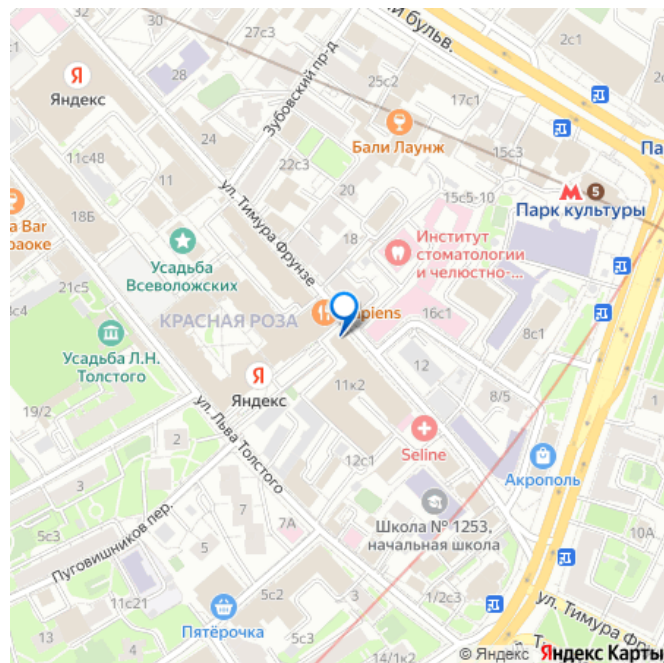 27с3
й бульв.
2с1
28
Зубовский пр-д
25с2
17с1
Яндекс
24
Бали Лаунж
15с3
Па
11с4В
22с3
11
ул. Тимура Фрунзе
20
15с5-10
5
Парк культуры
18Б
a Bar
раоке
18
Институт
стоматологии
и челюстно-...
Усадьба
Всеволожских
21с5
КРАСНАЯ РОЗА
piens
16с1
8с1
Усадьба Л.Н.
Толстого
12
Яндекс
11к2
8/5
1
19/2
ул. Льва Толстого
2
Seline
12с1
Акрополь
3
Школа № 1253,
начальная школа
10А
7А
5с3
7
Пуговишников пер.
5
11с21
3
1/2с3
5с2
ул. Тимура Фру
Пятёрочка
13
4
5с3
14/1к2
© Яндекс Яндекс Карты